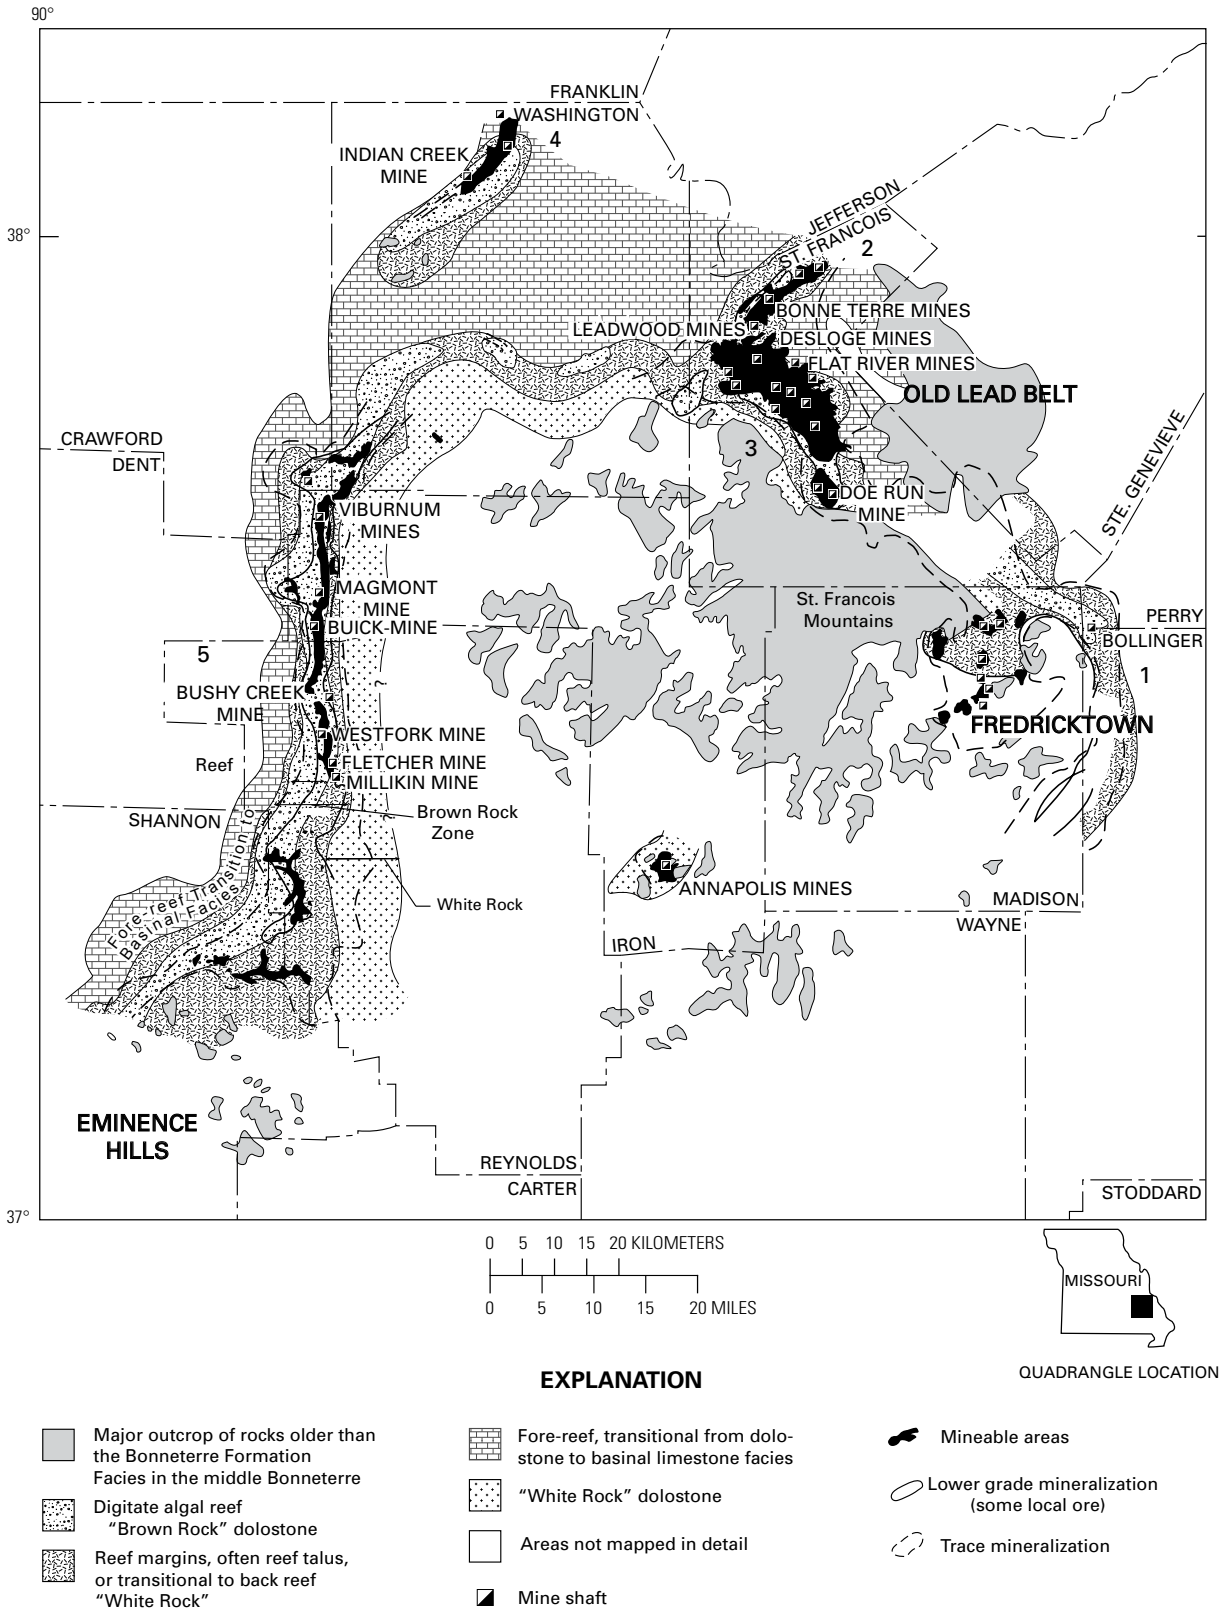 90°
FRANKLIN
WASHINGTON
4
INDIAN CREEK
MINE
38°
JEFFERSON
ST. FRANCOIS
2
BONNE TERRE MINES
LEADWOOD MINES
DESLOGE MINES
FLAT RIVER MINES
OLD LEAD BELT
CRAWFORD
DENT
3
STE. GENEVIEVE
VIBURNUM
MINES
DOE RUN
MINE
MAGMONT
MINE
BUICK-MINE
St. Francois
Mountains
PERRY
BOLLINGER
5
1
BUSHY CREEK
MINE
WESTFORK MINE
FREDRICKTOWN
Reef
FLETCHER MINE
MILLIKIN MINE
SHANNON
Brown Rock
Zone
Fore-reef Transition to
Basinal Facies
White Rock
ANNAPOLIS MINES
MADISON
WAYNE
IRON
EMINENCE
HILLS
REYNOLDS
CARTER
STODDARD
37°
0 5 10 15 20 KILOMETERS
0 5 10 15 20 MILES
MISSOURI
QUADRANGLE LOCATION
EXPLANATION
Major outcrop of rocks older than
the Bonneterre Formation
Facies in the middle Bonneterre
Digitate algal reef
“Brown Rock” dolostone
Reef margins, often reef talus,
or transitional to back reef
“White Rock”
Fore-reef, transitional from dolo-
stone to basinal limestone facies
“White Rock” dolostone
Areas not mapped in detail
Mine shaft
Mineable areas
Lower grade mineralization
(some local ore)
Trace mineralization